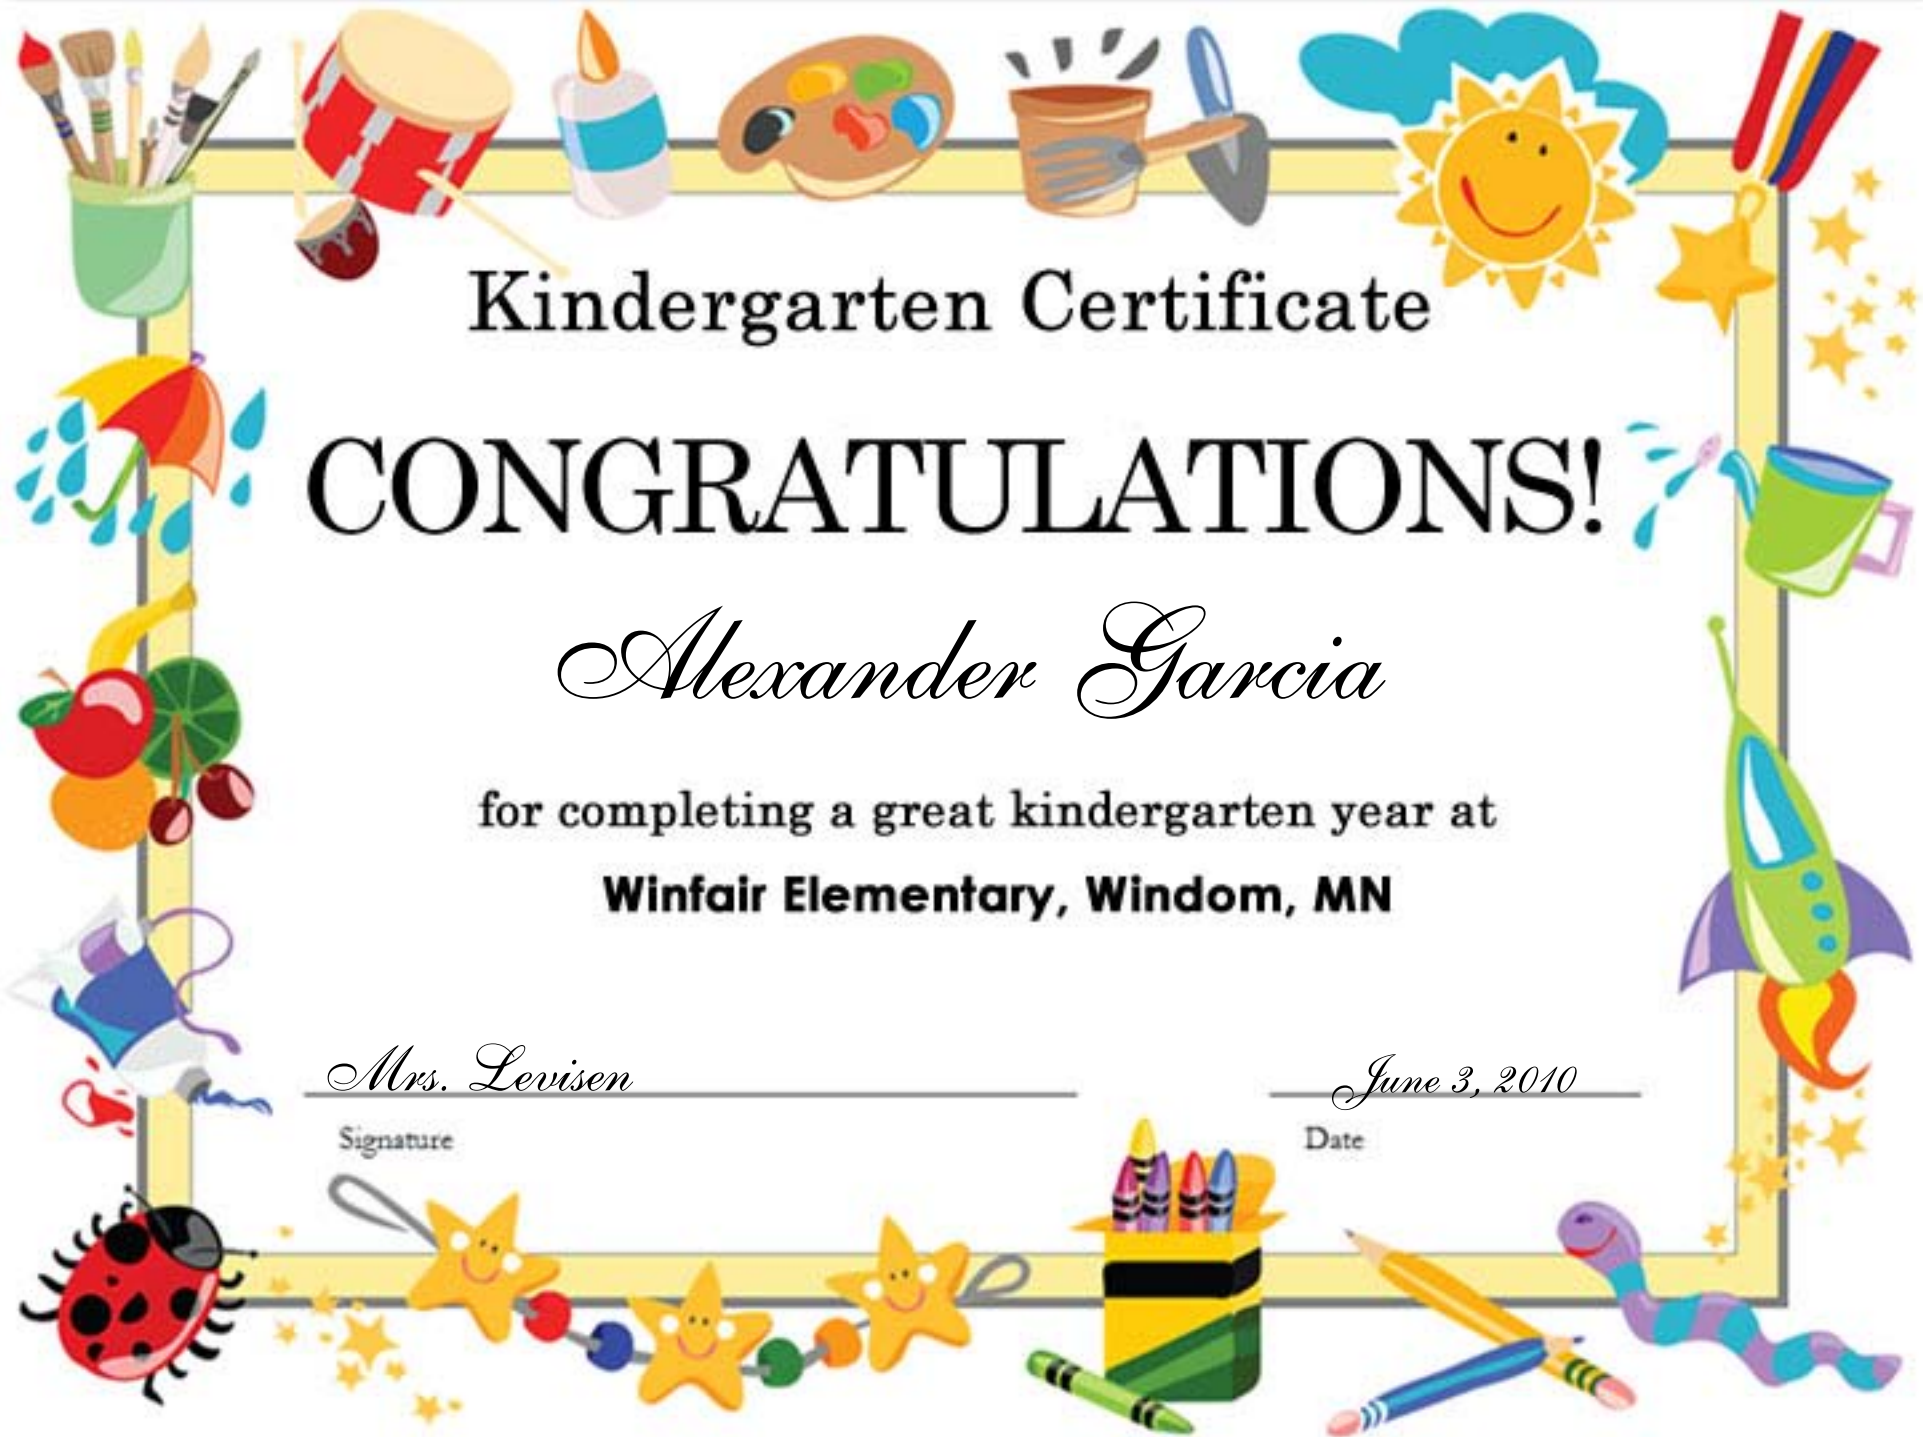 Kindergarten Certificate
CONGRATULATIONS!
Alexander Garcia
for completing a great kindergarten year at
Winfair Elementary, Windom, MN
Mrs. Levisen June 3, 2010
Signature Date